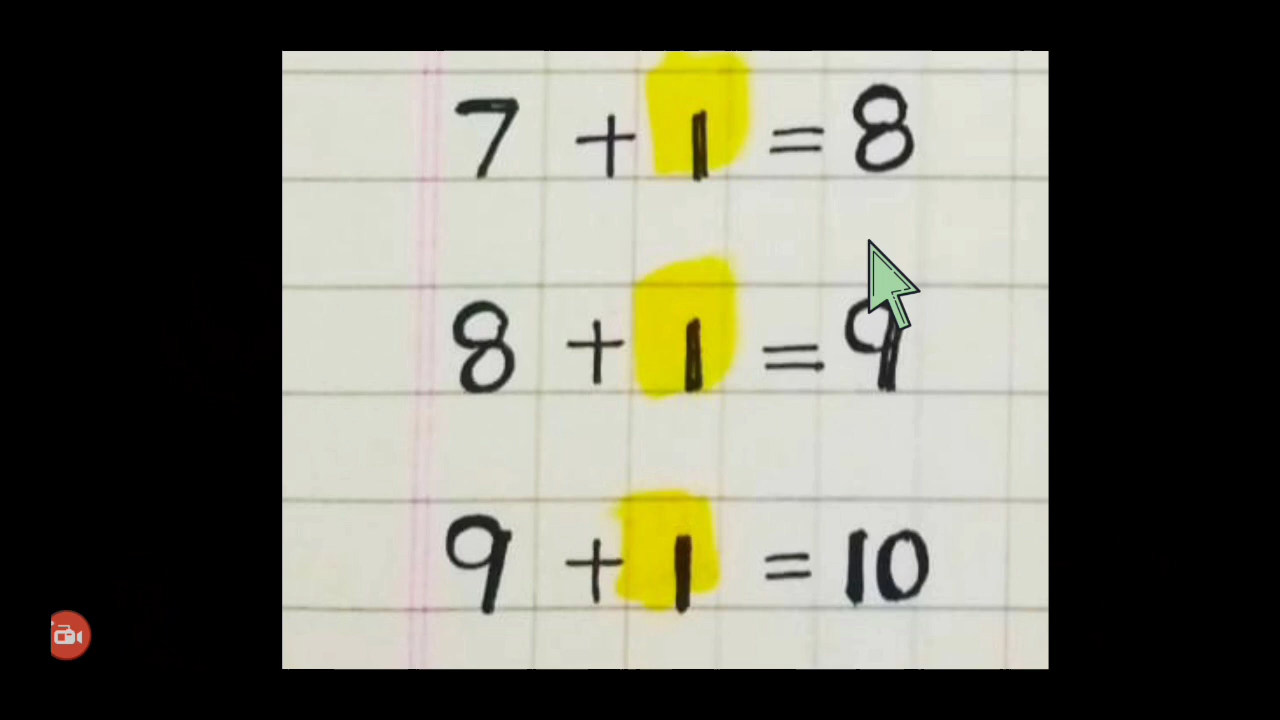 7 + 1 = 8
8 + 1 = 9
9 + 1 = 10